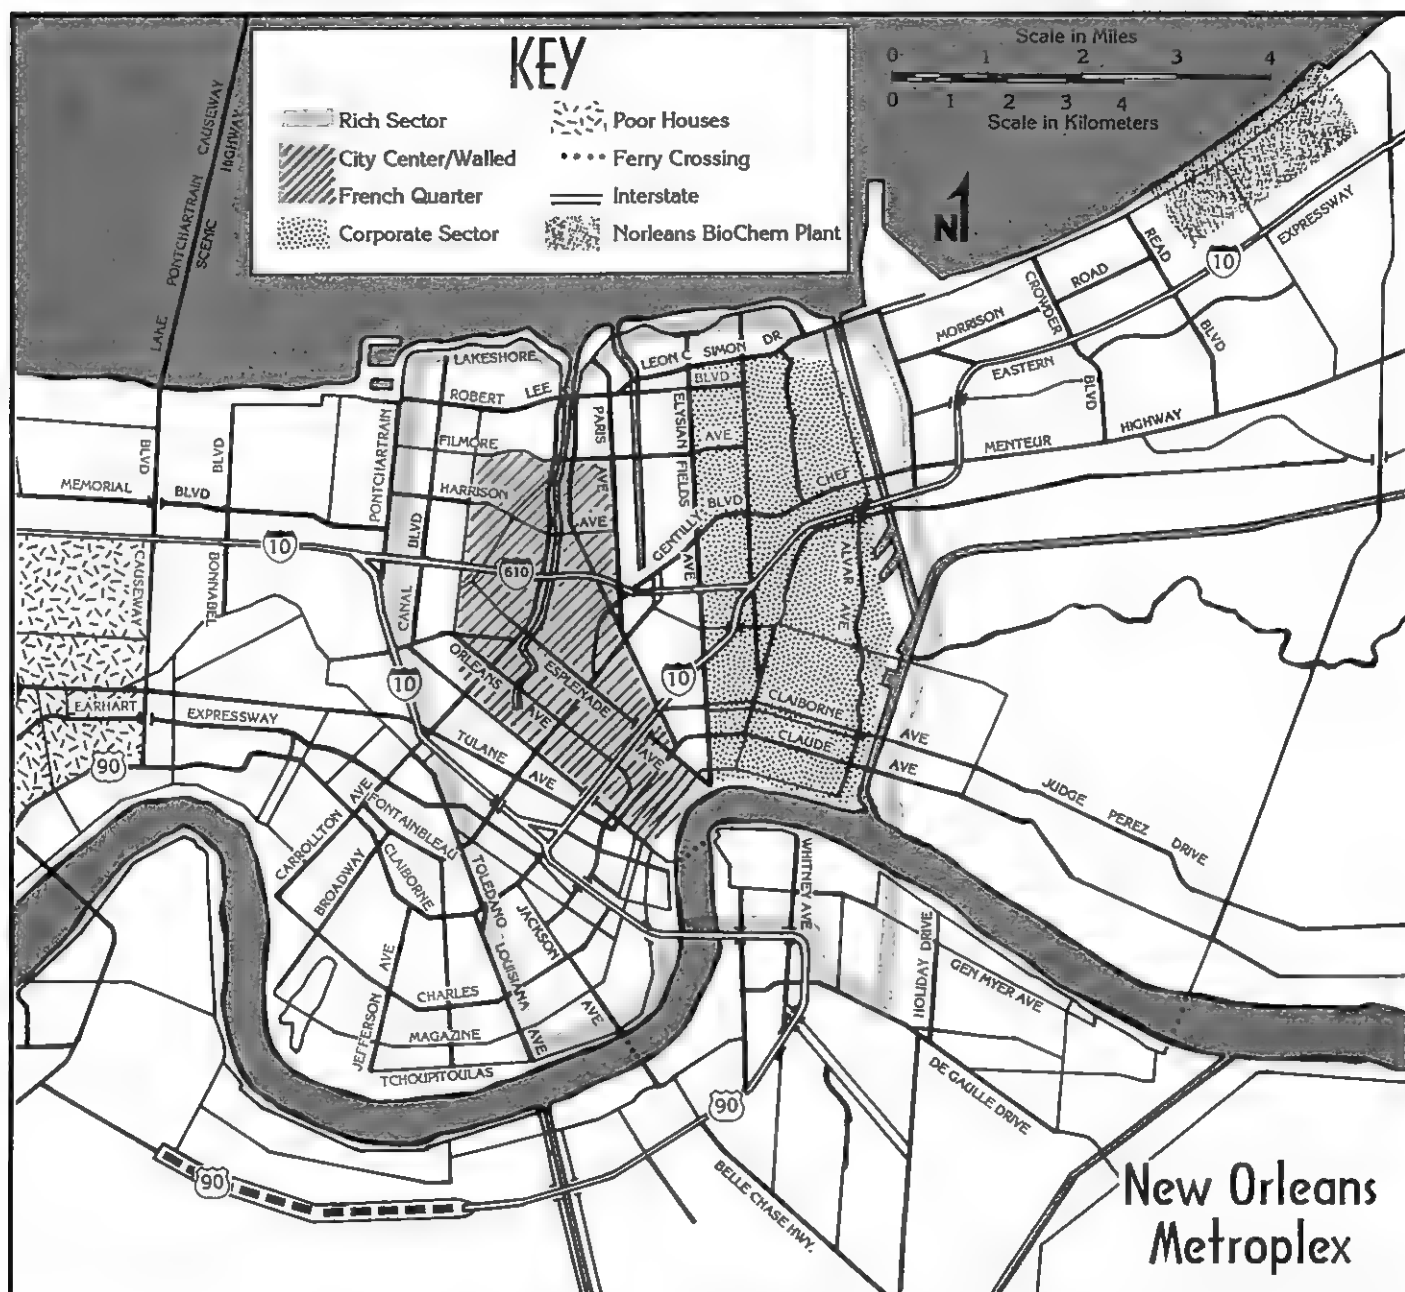 KEY
Rich Sector
City Center/Walled
French Quarter
Corporate Sector
Poor Houses
Ferry Crossing
Interstate
Norleans BioChem Plant
Scale in Miles
0 1 2 3 4
0 1 2 3 4
Scale in Kilometers
N
LAKE PONTCHARTRAIN CAUSEWAY
SCENIC HIGHWAY
LAKESHORE
ROBERT LEE
LEON C SIMON DR
BLVD
FILMORE
AVE
HARRISON
AVE
PONTCHARTRAIN
BLVD
CANAL
BLVD
PARIS
AVE
ELYSIAN FIELDS
AVE
GENTILLY
BLVD
CHEF
MENTEUR
HIGHWAY
MORRISON
ROAD
CROWDER
BLVD
READ
BLVD
EASTERN
EXPRESSWAY
10
MEMORIAL
BLVD
CAUSEWAY
BLVD
BONNABEL
BLVD
10
610
10
10
ALVAR AVE
ORLEANS
AVE
ESPLENADE
AVE
TULANE
AVE
EARHART
EXPRESSWAY
90
CLAIBORNE
AVE
CLAUDE
AVE
JUDGE PEREZ DRIVE
CARROLLTON AVE
FONTAINBLEAU
BROADWAY
CLAIBORNE
TOLEDANO
LOUISIANA
AVE
JACKSON
AVE
JEFFERSON AVE
CHARLES
MAGAZINE
TCHOUPITOULAS
WHITNEY AVE
HOLIDAY DRIVE
GEN MYER AVE
DE GAULLE DRIVE
90
90
BELLE CHASE HWY.
New Orleans
Metroplex